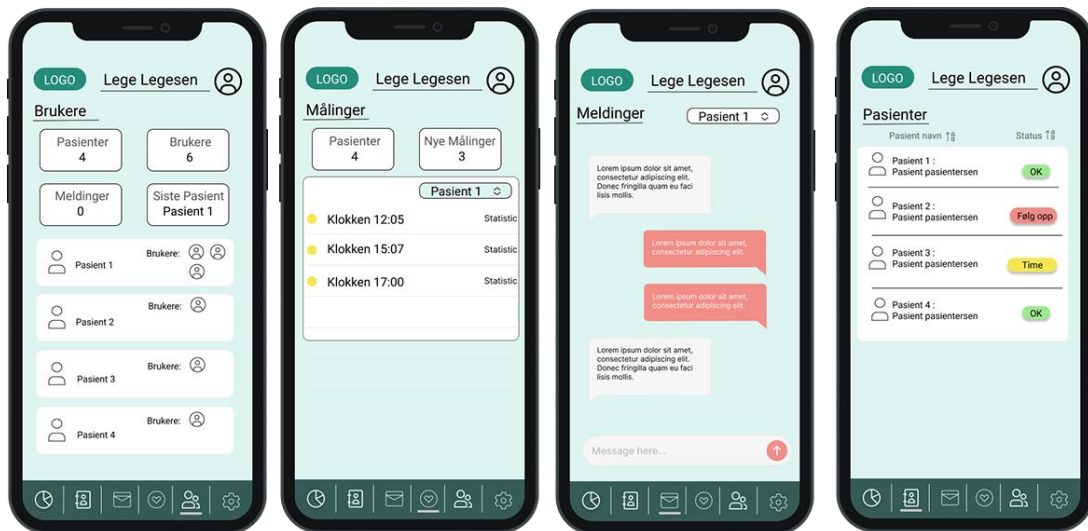 LOGO
Lege Legesen
Brukere
Pasienter
4
Brukere
6
Meldinger
0
Siste Pasient
Pasient 1
Pasient 1
Brukere:
Pasient 2
Brukere:
Pasient 3
Brukere:
Pasient 4
Brukere:
LOGO
Lege Legesen
Målinger
Pasienter
4
Nye Målinger
3
Pasient 1
Klokken 12:05
Statistic
Klokken 15:07
Statistic
Klokken 17:00
Statistic
LOGO
Lege Legesen
Meldinger
Pasient 1
Lorem ipsum dolor sit amet,
consectetur adipiscing elit.
Donec fringilla quam eu faci
lisis mollis.
Lorem ipsum dolor sit amet,
consectetur adipiscing elit.
Lorem ipsum dolor sit amet,
consectetur adipiscing elit.
Lorem ipsum dolor sit amet,
consectetur adipiscing elit.
Donec fringilla quam eu faci
lisis mollis.
Message here...
LOGO
Lege Legesen
Pasienter
Pasient navn
Status
Pasient 1 :
Pasient pasientersen
OK
Pasient 2 :
Pasient pasientersen
Følg opp
Pasient 3 :
Pasient pasientersen
Time
Pasient 4 :
Pasient pasientersen
OK